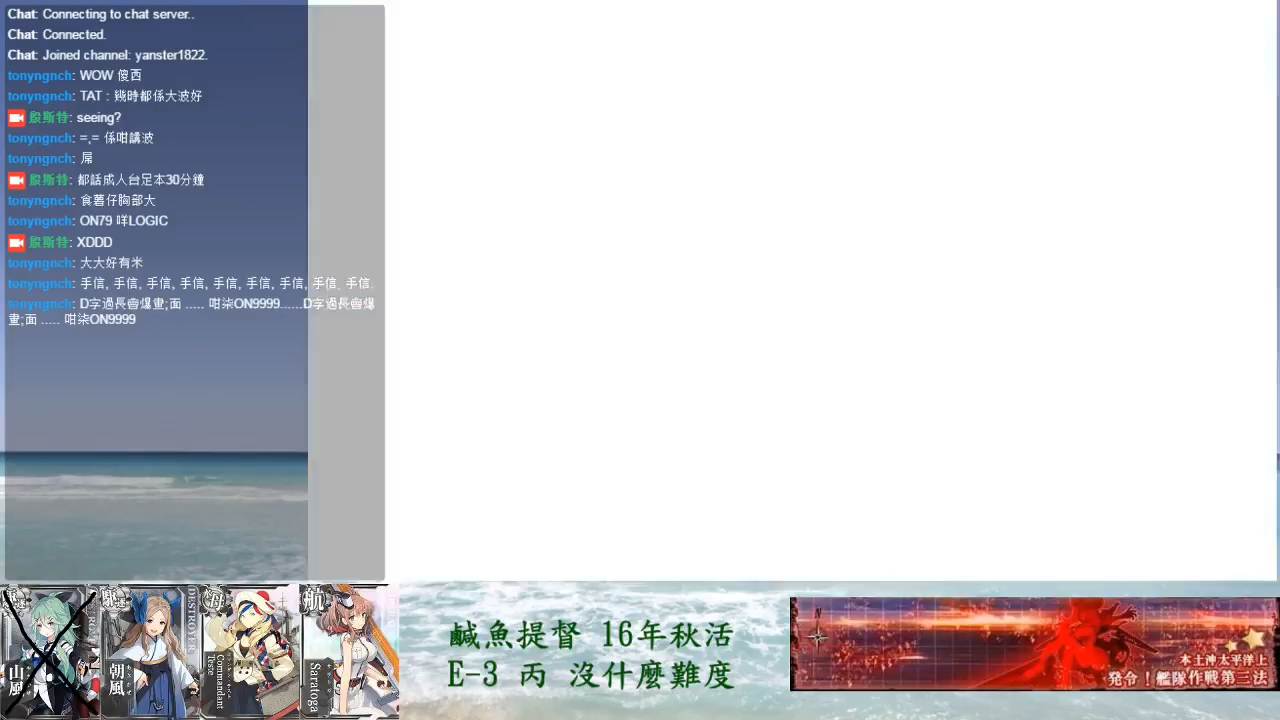 Chat: Connecting to chat server..
Chat: Connected.
Chat: Joined channel: yanster1822.
tonyngnch: WOW 傻西
tonyngnch: TAT : 幾時都係大波好
殷斯特: seeing?
tonyngnch: =,= 係咁講波
tonyngnch: 屌
殷斯特: 都話成人台足本30分鐘
tonyngnch: 食薯仔胸部大
tonyngnch: ON79 咩LOGIC
殷斯特: XDDD
tonyngnch: 大大好有米
tonyngnch: 手信, 手信, 手信, 手信, 手信, 手信, 手信, 手信, 手信,
tonyngnch: D字過長會爆畫;面 ..... 咁柒ON9999......D字過長會爆
畫;面 ..... 咁柒ON9999
山風
DESTROYER
朝風
Commandant Teste
航
Saratoga
鹹魚提督 16年秋活
E-3 丙 沒什麼難度
N
本土沖太平洋上
発令！艦隊作戦第三法